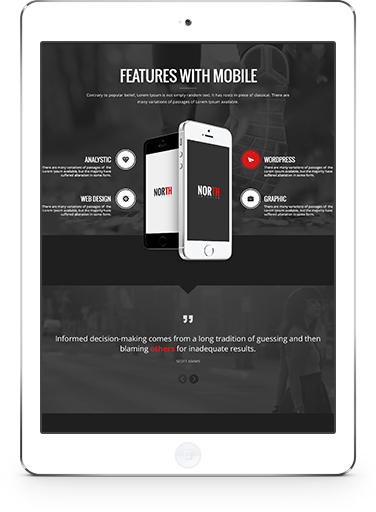 FEATURES WITH MOBILE
Contrary to popular belief, Lorem Ipsum is not simply random text. It has roots in piece of classical. There are
many variations of passages of Lorem Ipsum available.
ANALYSTIC
There are many variations of passages of the
Lorem Ipsum available, but the majority have
suffered alteration in some form.
WORDPRESS
There are many variations of passages of the
Lorem Ipsum available, but the majority have
suffered alteration in some form.
WEB DESIGN
There are many variations of passages of the
Lorem Ipsum available, but the majority have
suffered alteration in some form.
GRAPHIC
There are many variations of passages of the
Lorem Ipsum available, but the majority have
suffered alteration in some form.
NORTH
NORTH
”
Informed decision-making comes from a long tradition of guessing and then
blaming others for inadequate results.
SCOTT ADAMS